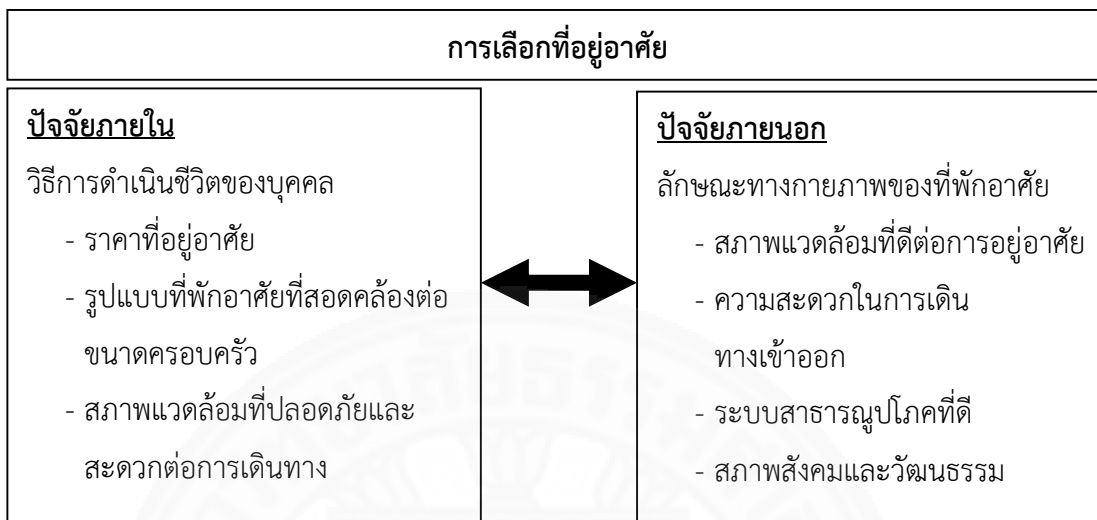 การเลือกที่อยู่อาศัย
ปัจจัยภายใน
วิธีการดำเนินชีวิตของบุคคล
- ราคาที่อยู่อาศัย
- รูปแบบที่พักอาศัยที่สอดคล้องต่อ
ขนาดครอบครัว
- สภาพแวดล้อมที่ปลอดภัยและ
สะดวกต่อการเดินทาง
ปัจจัยภายนอก
ลักษณะทางกายภาพของที่พักอาศัย
- สภาพแวดล้อมที่ดีต่อการอยู่อาศัย
- ความสะดวกในการเดิน
ทางเข้าออก
- ระบบสาธารณูปโภคที่ดี
- สภาพสังคมและวัฒนธรรม